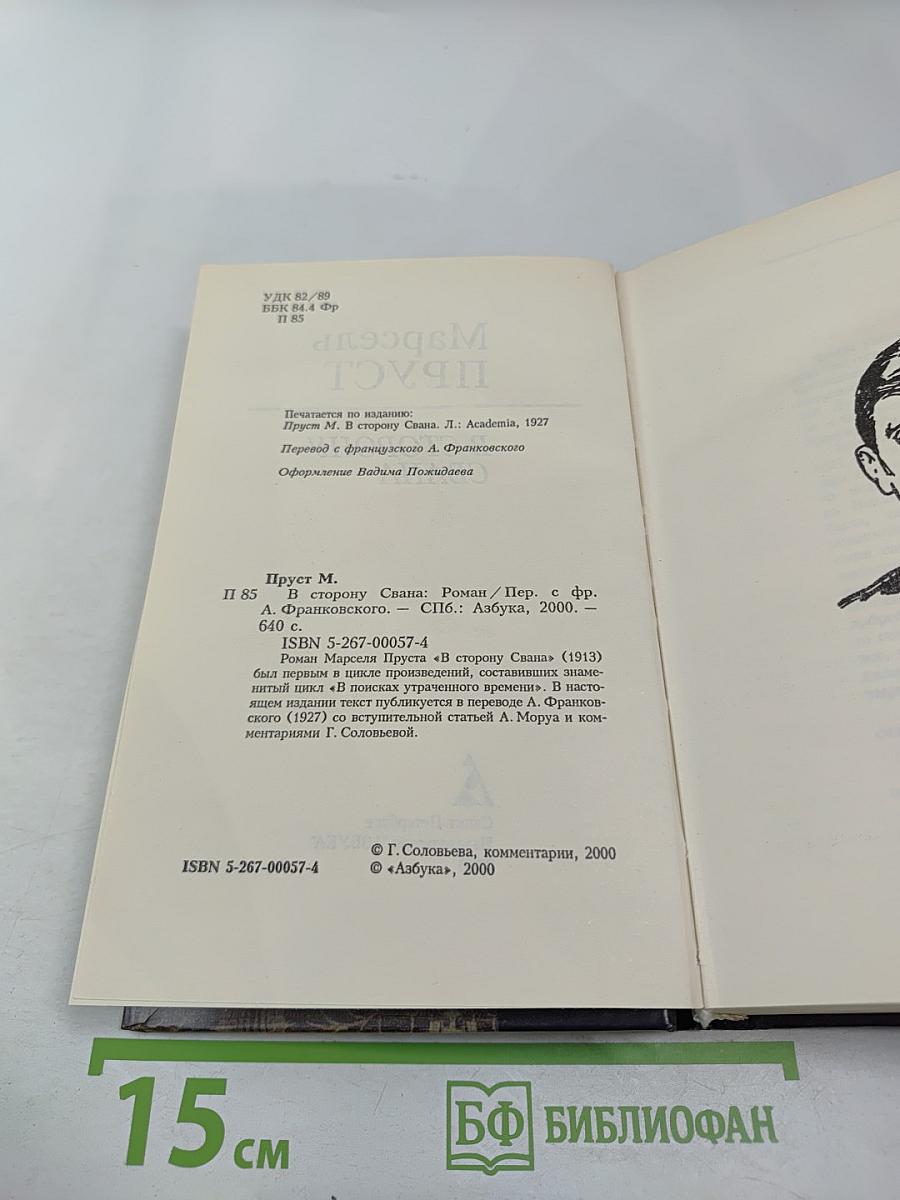 УДК 82/89
ББК 84.4 Фр
П 85
Марсель
ПРУСТ
Печатается по изданию:
Пруст М. В сторону Свана. Л.: Academia, 1927
Перевод с французского А. Франковского
Оформление Вадима Пожидаева
Пруст М.
П 85 В сторону Свана: Роман / Пер. с фр.
А. Франковского. — СПб.: Азбука, 2000. —
640 с.
ISBN 5-267-00057-4
Роман Марселя Пруста «В сторону Свана» (1913)
был первым в цикле произведений, составивших знаме-
нитый цикл «В поисках утраченного времени». В насто-
ящем издании текст публикуется в переводе А. Франков-
ского (1927) со вступительной статьей А. Моруа и ком-
ментариями Г. Соловьевой.
ISBN 5-267-00057-4
© Г. Соловьева, комментарии, 2000
© «Азбука», 2000
15 см
БФ БИБЛИОФАН